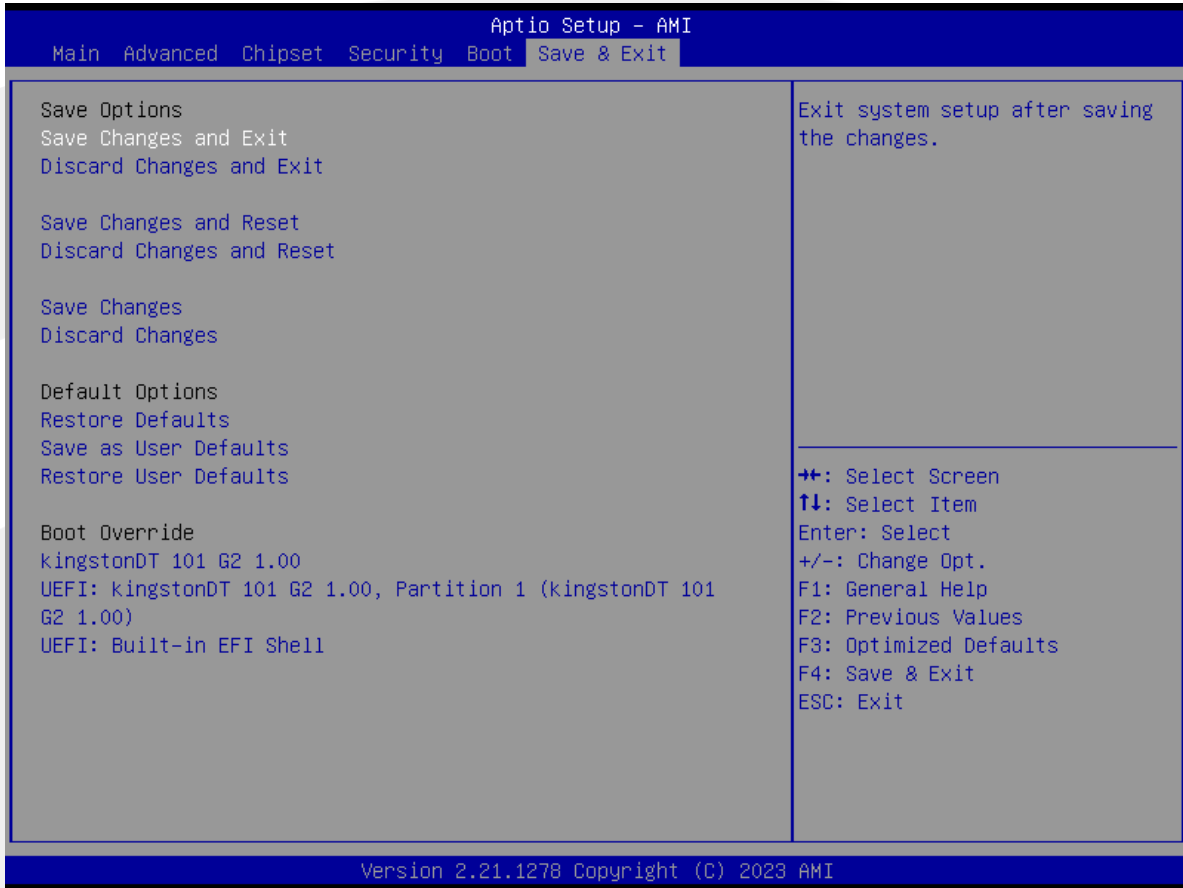 Aptio Setup – AMI
Main Advanced Chipset Security Boot Save & Exit
Save Options
Save Changes and Exit
Discard Changes and Exit
Save Changes and Reset
Discard Changes and Reset
Save Changes
Discard Changes
Default Options
Restore Defaults
Save as User Defaults
Restore User Defaults
Boot Override
kingstonDT 101 G2 1.00
UEFI: kingstonDT 101 G2 1.00, Partition 1 (kingstonDT 101
G2 1.00)
UEFI: Built-in EFI Shell
Exit system setup after saving
the changes.
→←: Select Screen
↑↓: Select Item
Enter: Select
+/-: Change Opt.
F1: General Help
F2: Previous Values
F3: Optimized Defaults
F4: Save & Exit
ESC: Exit
Version 2.21.1278 Copyright (C) 2023 AMI